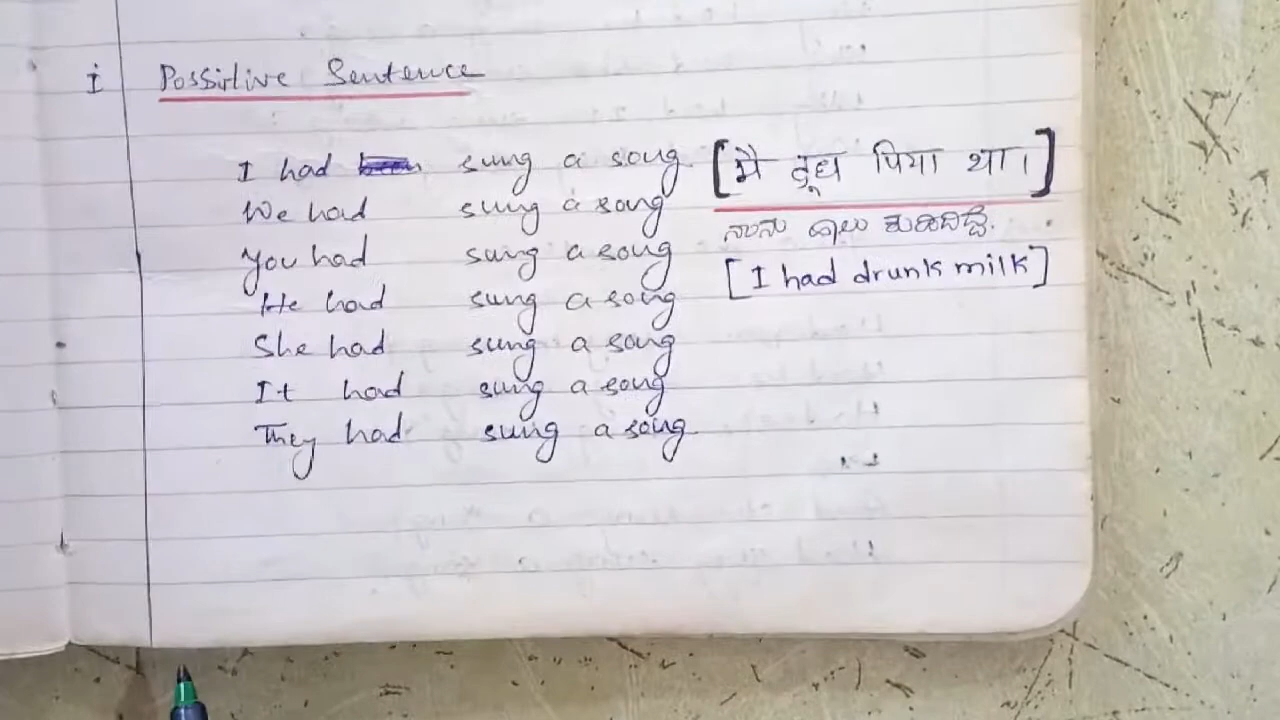 i Possirlive Sentence
I had sung a song [मै दूध पिया था।]
We had sung a song
ನಾನು ಹಾಲು ಕುಡಿದಿದ್ದೆ.
You had sung a song [I had drunk milk]
He had sung a song
She had sung a song
It had sung a song
They had sung a song